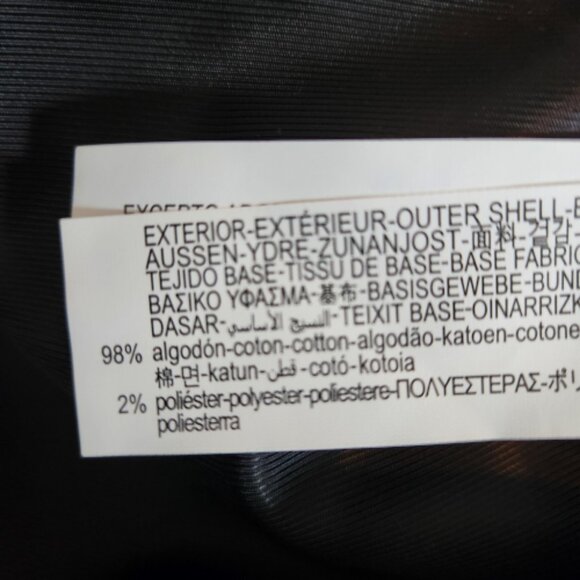 EXTERIOR-EXTÉRIEUR-OUTER SHELL-
AUSSEN-YDRE-ZUNANJOST-面料-겉감-
TEJIDO BASE-TISSU DE BASE-BASE FABRIC
ΒΑΣΙΚΟ ΥΦΑΣΜΑ-基布-BASISGEWEBE-BUND
DASAR-النسيج الأساسي-TEIXIT BASE-OINARRIZK
98% algodón-coton-cotton-algodão-katoen-cotone
棉-면-katun-قطن-cotó-kotoia
2% poliéster-polyester-poliestere-ΠΟΛΥΕΣΤΕΡΑΣ-ポリ
poliesterra